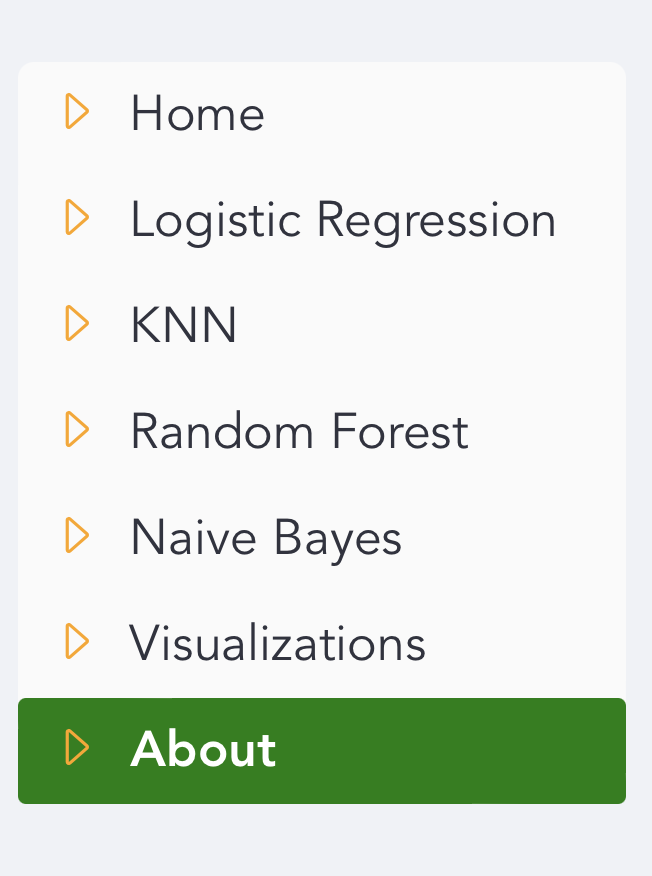 Home
Logistic Regression
KNN
Random Forest
Naive Bayes
Visualizations
About